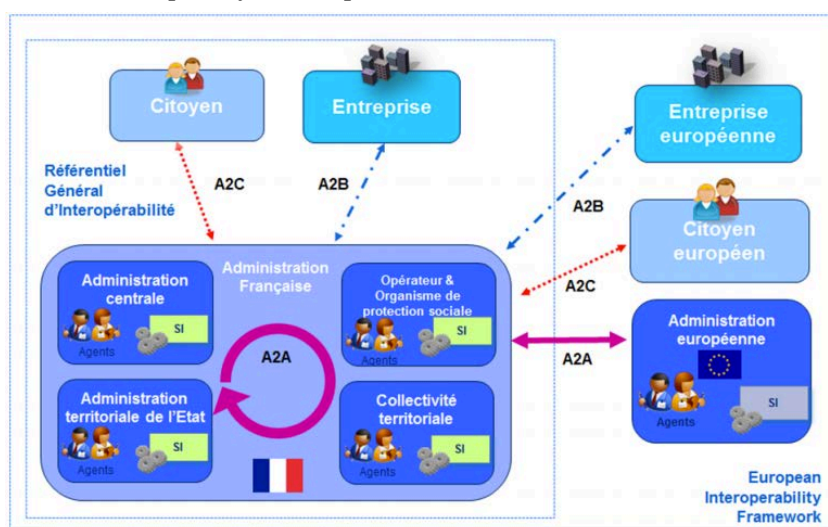 Citoyen
Entreprise
Entreprise
européenne
Référentiel
Général
d'Interopérabilité
A2C
A2B
A2B
Citoyen
européen
A2C
Administration
Française
Administration
centrale
Agents
SI
Opérateur &
Organisme de
protection sociale
Agents
SI
A2A
A2A
Administration
européenne
Agents
SI
Administration
territoriale de l'Etat
Agents
SI
Collectivité
territoriale
Agents
SI
European
Interoperability
Framework